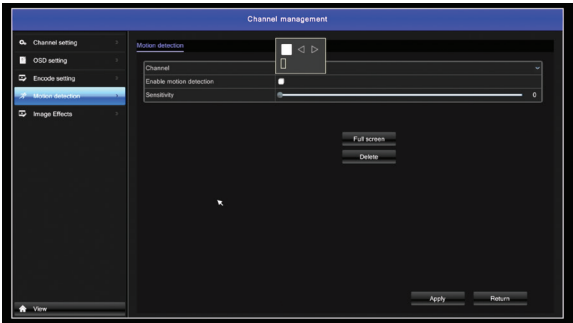 Channel management
Channel setting
OSD setting
Encode setting
Motion detection
Image Effects
View
Motion detection
Channel
Enable motion detection
Sensitivity
0
Full screen
Delete
Apply
Return